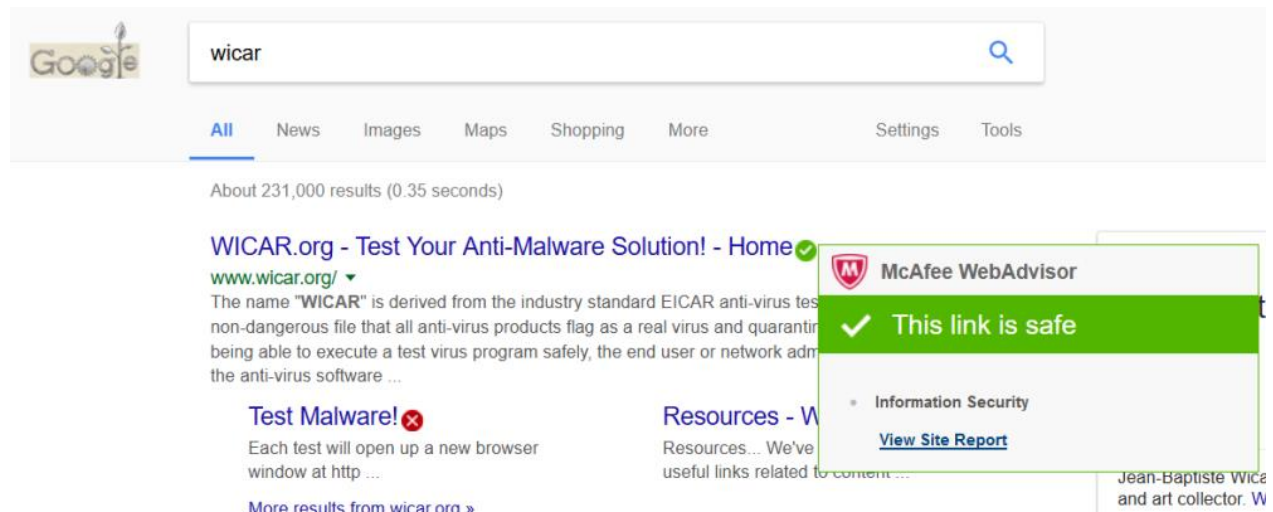 Google
wicar
All News Images Maps Shopping More Settings Tools
About 231,000 results (0.35 seconds)
WICAR.org - Test Your Anti-Malware Solution! - Home
www.wicar.org/
The name "WICAR" is derived from the industry standard EICAR anti-virus tes
non-dangerous file that all anti-virus products flag as a real virus and quarantin
being able to execute a test virus program safely, the end user or network adm
the anti-virus software ...
McAfee WebAdvisor
This link is safe
Information Security
View Site Report
Test Malware!
Each test will open up a new browser
window at http ...
More results from wicar.org »
Resources - W
Resources... We've
useful links related to content ...
Jean-Baptiste Wica
and art collector. W